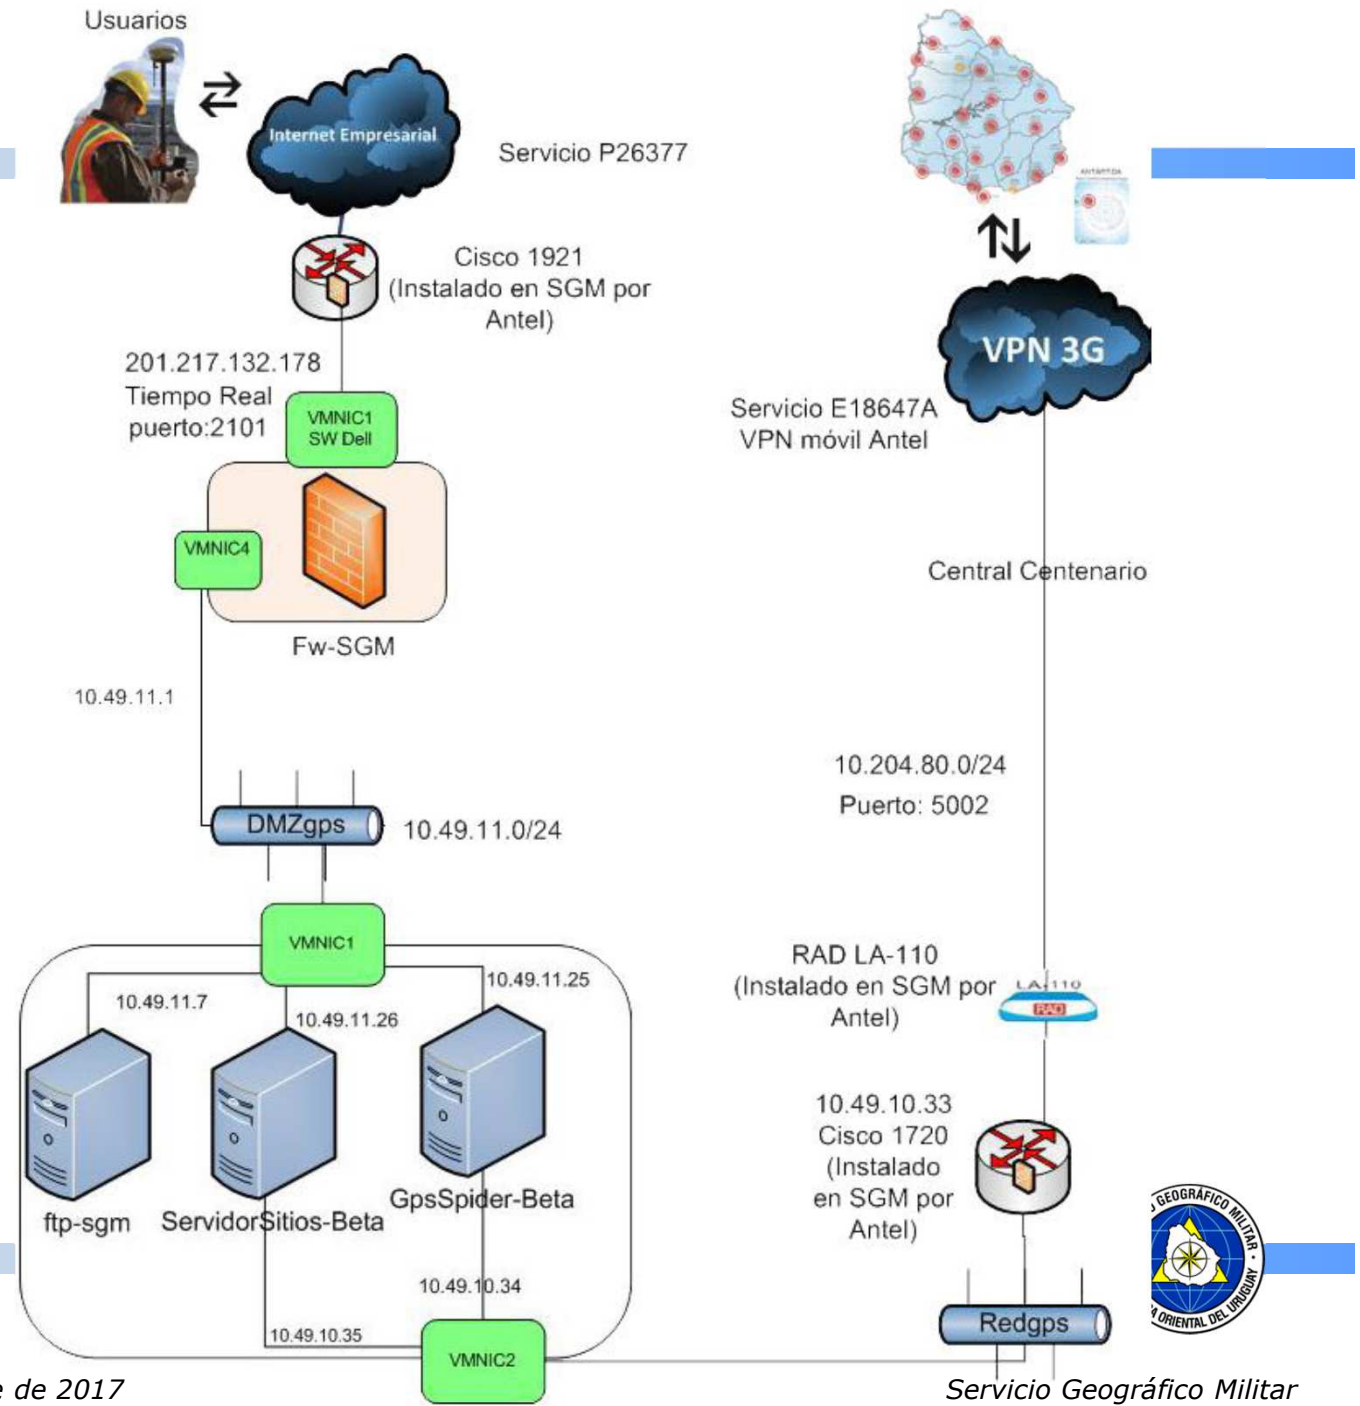 Usuarios
Internet Empresarial
Servicio P26377
ANTARTIDA
Cisco 1921
(Instalado en SGM por
Antel)
VPN 3G
201.217.132.178
Tiempo Real
puerto:2101
VMNIC1
SW Dell
Servicio E18647A
VPN móvil Antel
VMNIC4
Central Centenario
Fw-SGM
10.49.11.1
10.204.80.0/24
Puerto: 5002
DMZgps
10.49.11.0/24
VMNIC1
RAD LA-110
(Instalado en SGM por
Antel)
LA-110
RAD
10.49.11.7
10.49.11.26
10.49.11.25
10.49.10.33
Cisco 1720
(Instalado
en SGM por
Antel)
ftp-sgm
ServidorSitios-Beta
GpsSpider-Beta
GEOGRÁFICO MILITAR
ORIENTAL DEL URUGUAY
10.49.10.34
10.49.10.35
Redgps
VMNIC2
e de 2017
Servicio Geográfico Militar